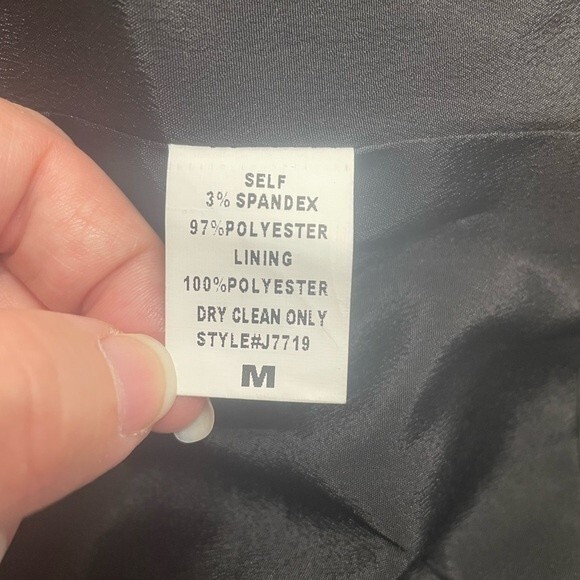 SELF
3% SPANDEX
97%POLYESTER
LINING
100%POLYESTER
DRY CLEAN ONLY
STYLE#J7719
M